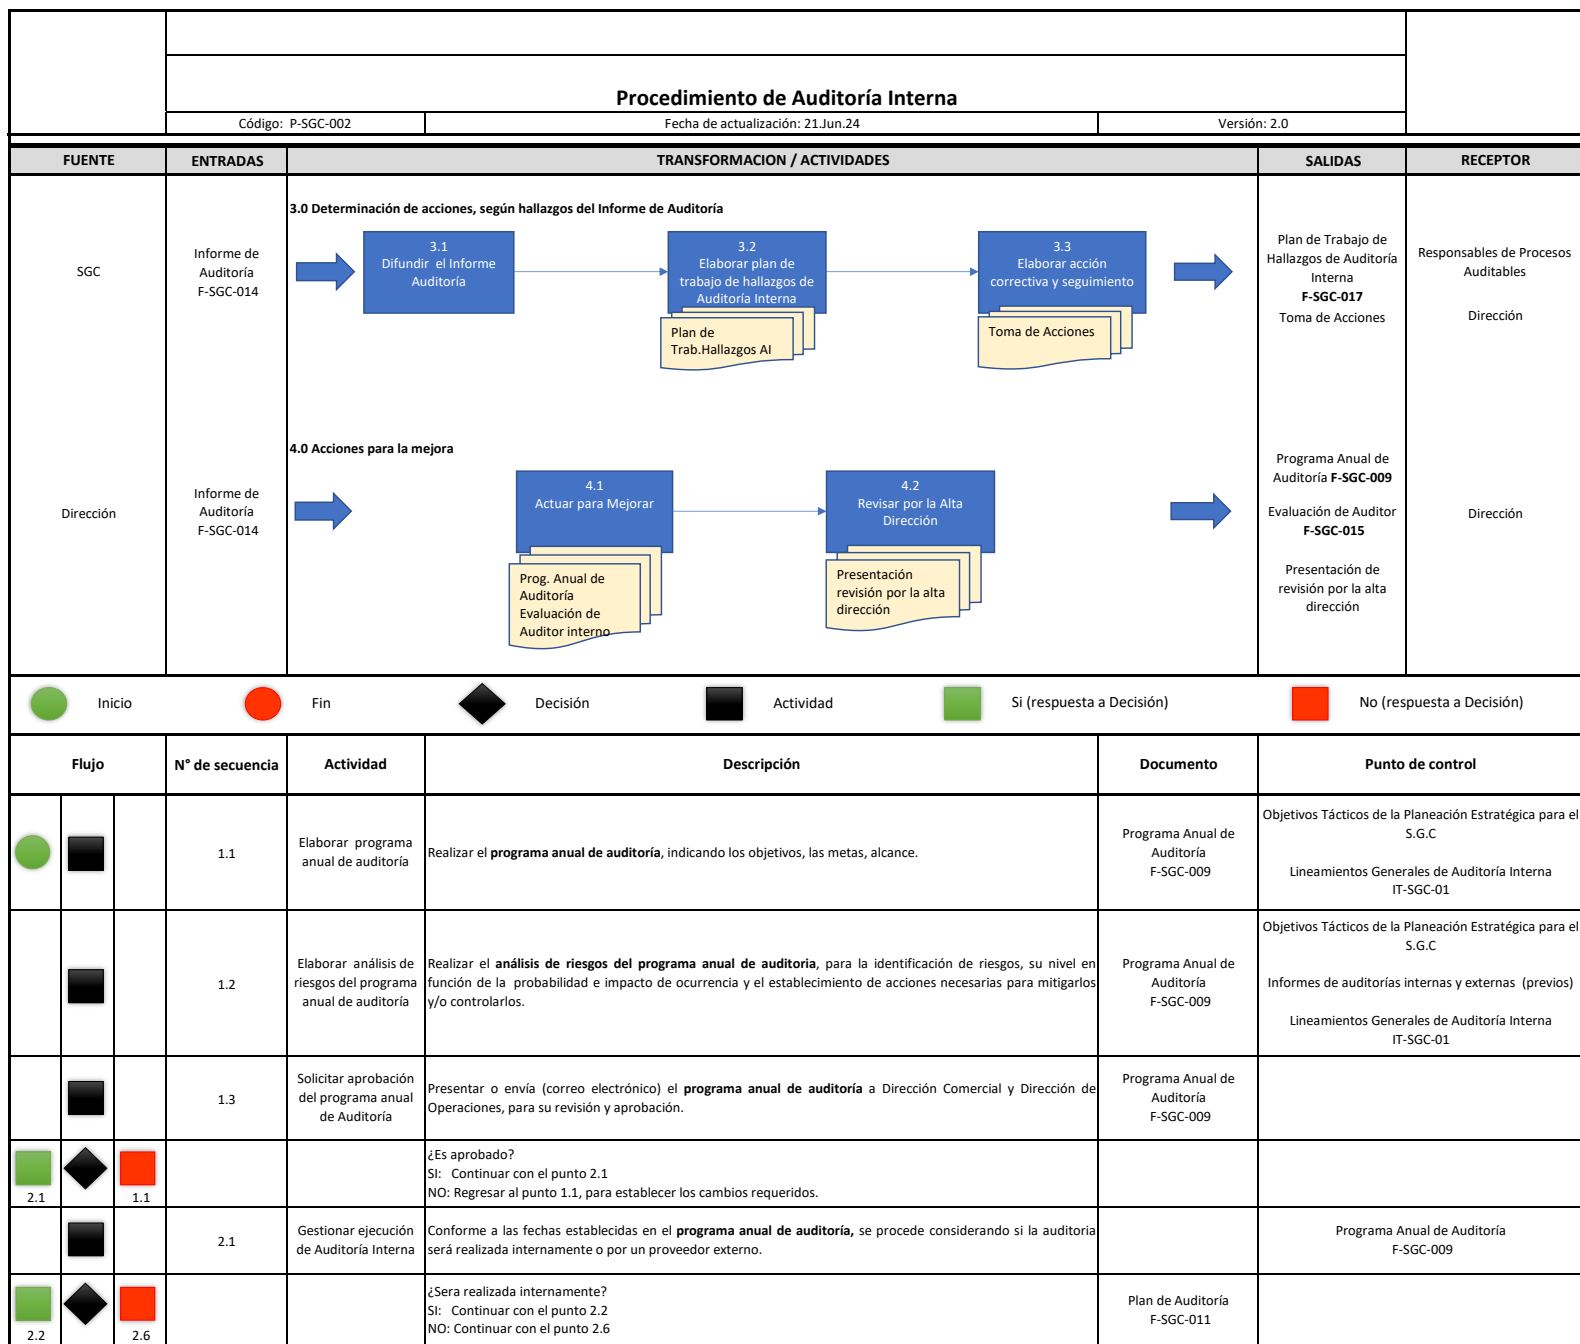 Procedimiento de Auditoría Interna
Código: P-SGC-002
Fecha de actualización: 21.Jun.24
Versión: 2.0
FUENTE
ENTRADAS
TRANSFORMACION / ACTIVIDADES
SALIDAS
RECEPTOR
3.0 Determinación de acciones, según hallazgos del Informe de Auditoría
SGC
Informe de
Auditoría
F-SGC-014
3.1
Difundir el Informe
Auditoría
3.2
Elaborar plan de
trabajo de hallazgos de
Auditoría Interna
Plan de
Trab.Hallazgos AI
3.3
Elaborar acción
correctiva y seguimiento
Toma de Acciones
Plan de Trabajo de
Hallazgos de Auditoría
Interna
F-SGC-017
Toma de Acciones
Responsables de Procesos
Auditables
Dirección
4.0 Acciones para la mejora
Dirección
Informe de
Auditoría
F-SGC-014
4.1
Actuar para Mejorar
Prog. Anual de
Auditoría
Evaluación de
Auditor interno
4.2
Revisar por la Alta
Dirección
Presentación
revisión por la alta
dirección
Programa Anual de
Auditoría F-SGC-009
Evaluación de Auditor
F-SGC-015
Presentación de
revisión por la alta
dirección
Dirección
Inicio
Fin
Decisión
Actividad
Si (respuesta a Decisión)
No (respuesta a Decisión)
Flujo
N° de secuencia
Actividad
Descripción
Documento
Punto de control
1.1
Elaborar programa
anual de auditoría
Realizar el programa anual de auditoría, indicando los objetivos, las metas, alcance.
Programa Anual de
Auditoría
F-SGC-009
Objetivos Tácticos de la Planeación Estratégica para el
S.G.C
Lineamientos Generales de Auditoría Interna
IT-SGC-01
1.2
Elaborar análisis de
riesgos del programa
anual de auditoría
Realizar el análisis de riesgos del programa anual de auditoria, para la identificación de riesgos, su nivel en
función de la probabilidad e impacto de ocurrencia y el establecimiento de acciones necesarias para mitigarlos
y/o controlarlos.
Programa Anual de
Auditoría
F-SGC-009
Objetivos Tácticos de la Planeación Estratégica para el
S.G.C
Informes de auditorías internas y externas (previos)
Lineamientos Generales de Auditoría Interna
IT-SGC-01
1.3
Solicitar aprobación
del programa anual
de Auditoría
Presentar o envía (correo electrónico) el programa anual de auditoría a Dirección Comercial y Dirección de
Operaciones, para su revisión y aprobación.
Programa Anual de
Auditoría
F-SGC-009
2.1
1.1
¿Es aprobado?
SI: Continuar con el punto 2.1
NO: Regresar al punto 1.1, para establecer los cambios requeridos.
2.1
Gestionar ejecución
de Auditoría Interna
Conforme a las fechas establecidas en el programa anual de auditoría, se procede considerando si la auditoria
será realizada internamente o por un proveedor externo.
Programa Anual de Auditoría
F-SGC-009
2.2
2.6
¿Sera realizada internamente?
SI: Continuar con el punto 2.2
NO: Continuar con el punto 2.6
Plan de Auditoría
F-SGC-011